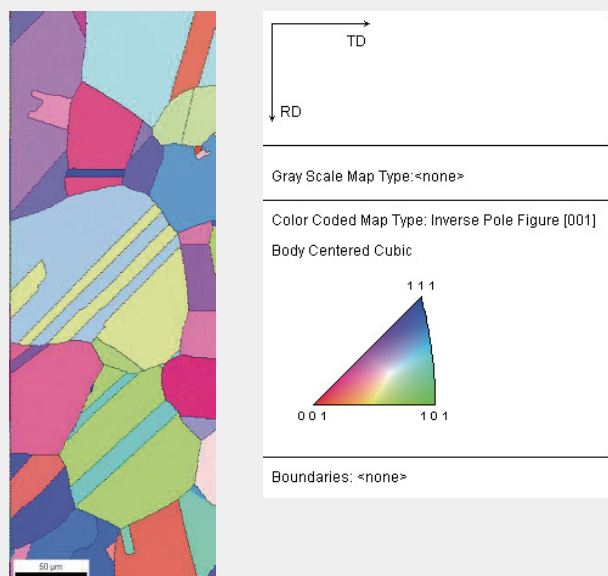 TD
RD
Gray Scale Map Type:<none>
Color Coded Map Type: Inverse Pole Figure [001]
Body Centered Cubic
1 1 1
0 0 1
1 0 1
Boundaries: <none>
50 μm